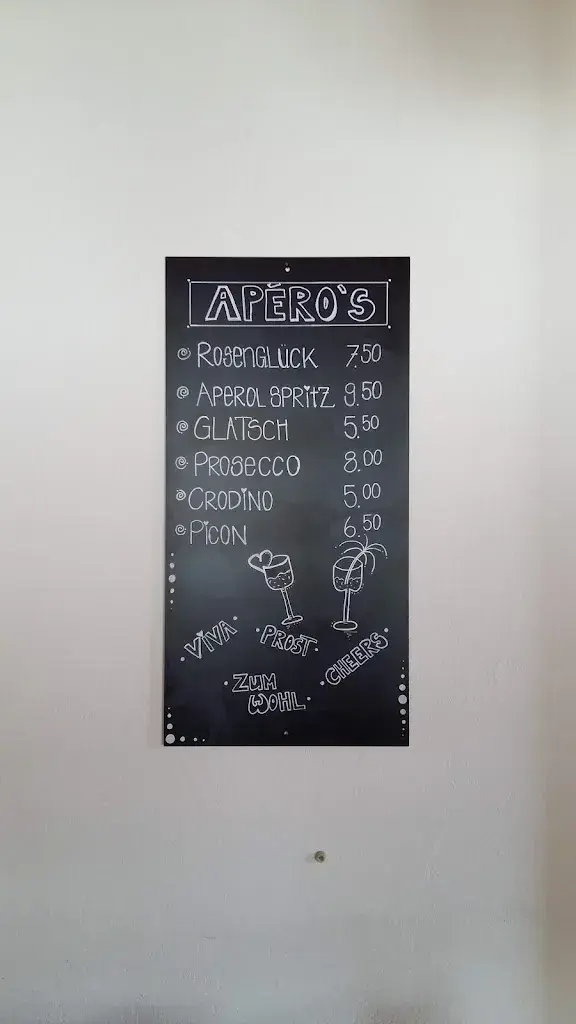 APÉRO'S
ROSENGLÜCK 7.50
APEROL SPRITZ 9.50
GLATSCH 5.50
PROSECCO 8.00
CRODINO 5.00
PICON 6.50
VIVA
PROST
CHEERS
ZUM
WOHL